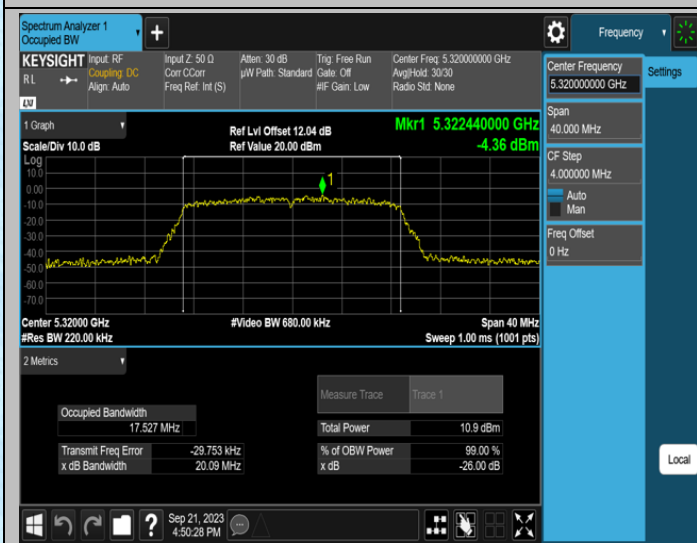 Spectrum Analyzer 1
Occupied BW
Frequency
KEYSIGHT
R L
LXI
Input: RF
Coupling: DC
Align: Auto
Input Z: 50 Ω
Corr CCorr
Freq Ref: Int (S)
Atten: 30 dB
µW Path: Standard
Trig: Free Run
Gate: Off
#IF Gain: Low
Center Freq: 5.320000000 GHz
Avg|Hold: 30/30
Radio Std: None
Center Frequency
5.320000000 GHz
Settings
Span
40.000 MHz
CF Step
4.000000 MHz
Auto
Man
Freq Offset
0 Hz
1 Graph
Scale/Div 10.0 dB
Ref Lvl Offset 12.04 dB
Ref Value 20.00 dBm
Mkr1 5.322440000 GHz
-4.36 dBm
Log
10.0
0.00
-10.0
-20.0
-30.0
-40.0
-50.0
-60.0
-70.0
1
Center 5.32000 GHz
#Res BW 220.00 kHz
#Video BW 680.00 kHz
Span 40 MHz
Sweep 1.00 ms (1001 pts)
2 Metrics
Measure Trace Trace 1
Occupied Bandwidth
17.527 MHz
Total Power 10.9 dBm
Transmit Freq Error -29.753 kHz
% of OBW Power 99.00 %
x dB Bandwidth 20.09 MHz
x dB -26.00 dB
Local
Sep 21, 2023
4:50:28 PM